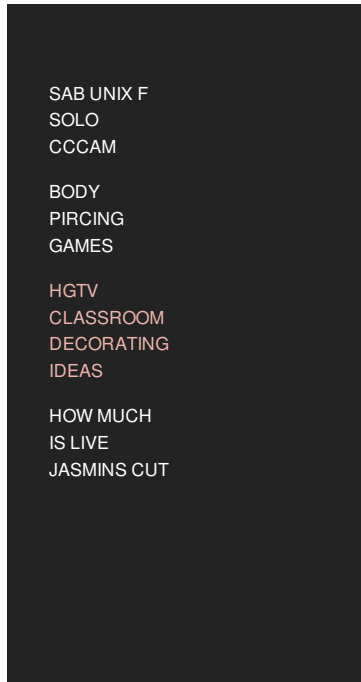 SAB UNIX F
SOLO
CCCAM
BODY
PIRCING
GAMES
HGTV
CLASSROOM
DECORATING
IDEAS
HOW MUCH
IS LIVE
JASMINS CUT